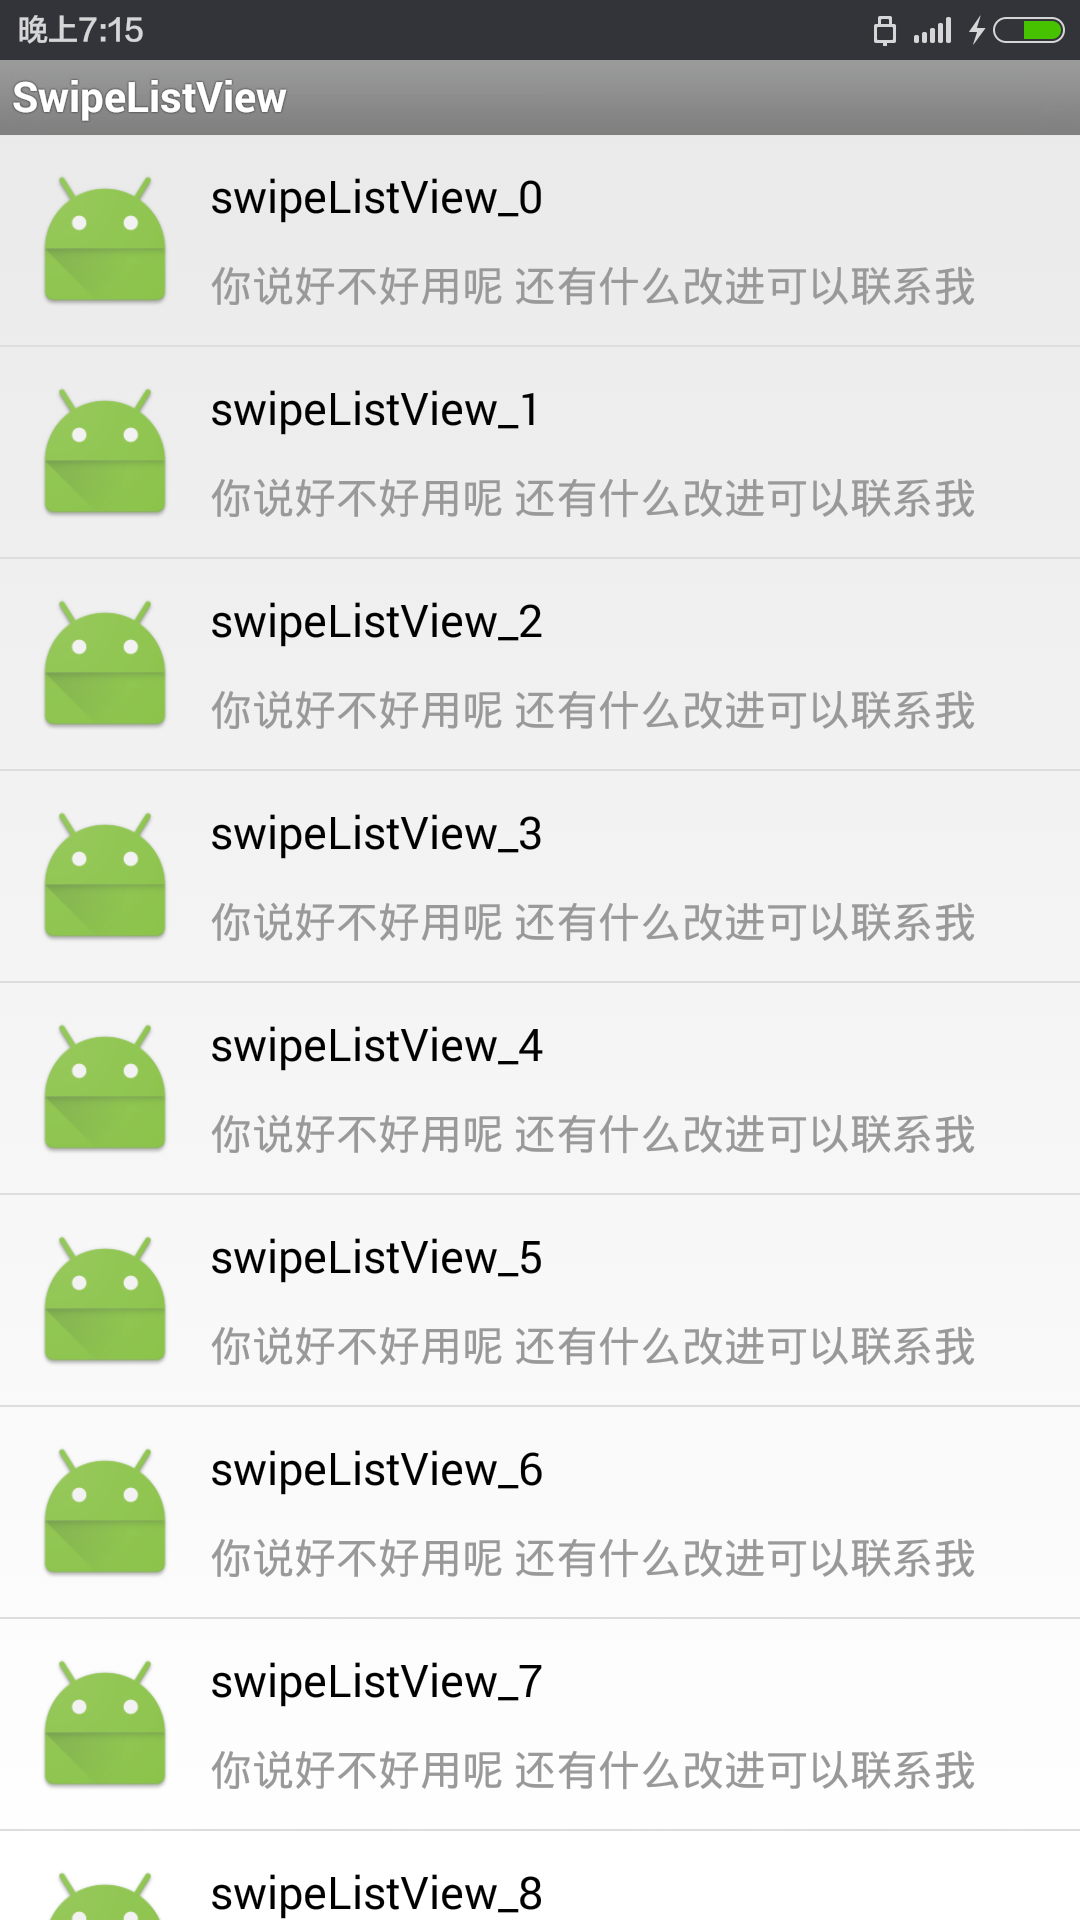 晚上7:15
SwipeListView
swipeListView_0
你说好不好用呢 还有什么改进可以联系我
swipeListView_1
你说好不好用呢 还有什么改进可以联系我
swipeListView_2
你说好不好用呢 还有什么改进可以联系我
swipeListView_3
你说好不好用呢 还有什么改进可以联系我
swipeListView_4
你说好不好用呢 还有什么改进可以联系我
swipeListView_5
你说好不好用呢 还有什么改进可以联系我
swipeListView_6
你说好不好用呢 还有什么改进可以联系我
swipeListView_7
你说好不好用呢 还有什么改进可以联系我
swipeListView_8